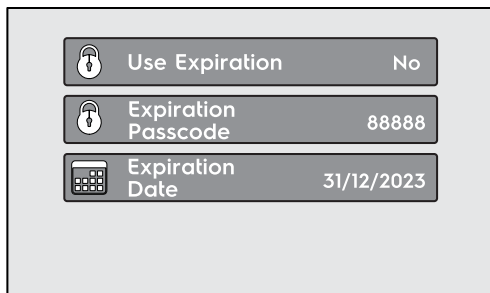 Use Expiration No
Expiration
Passcode 88888
Expiration
Date 31/12/2023